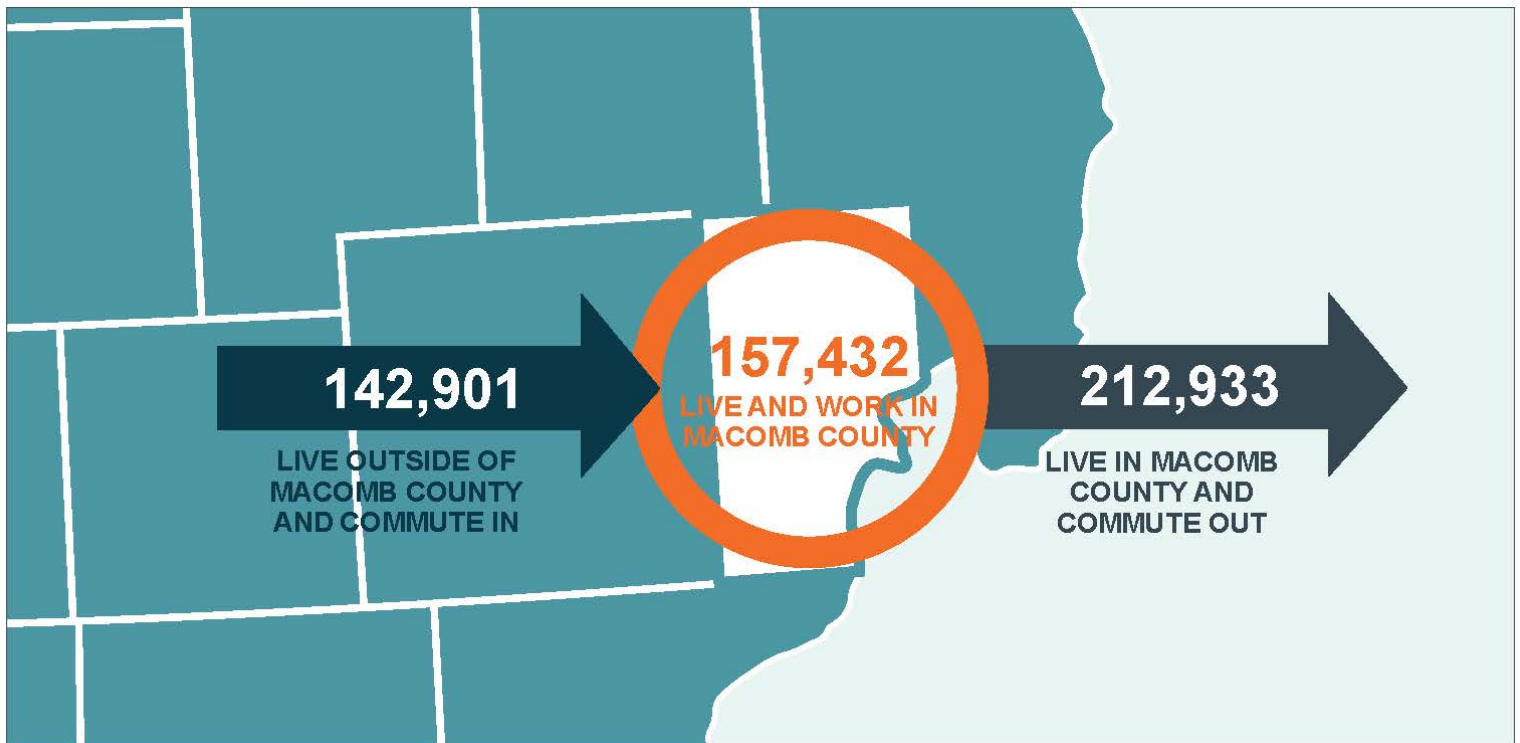 142,901
LIVE OUTSIDE OF
MACOMB COUNTY
AND COMMUTE IN
157,432
LIVE AND WORK IN
MACOMB COUNTY
212,933
LIVE IN MACOMB
COUNTY AND
COMMUTE OUT